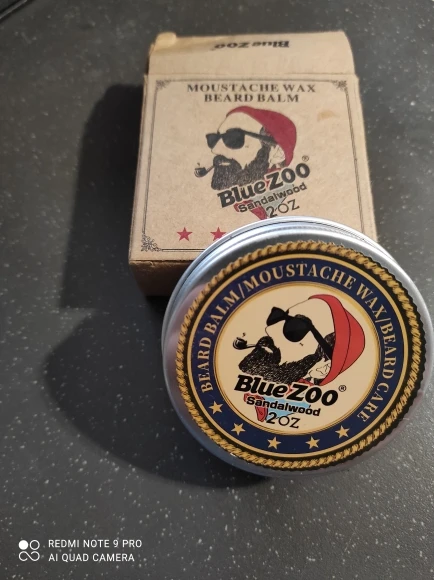 BlueZoo
MOUSTACHE WAX
BEARD BALM
BlueZOO®
Sandalwood
2OZ
BEARD BALM/MOUSTACHE WAX/BEARD CARE
BlueZOO®
Sandalwood
2OZ
REDMI NOTE 9 PRO
AI QUAD CAMERA